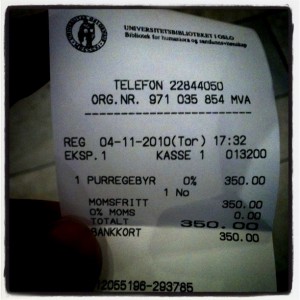 UNIVERSITETSBIBLIOTEKET I OSLO
Bibliotek for humaniora og samfunnsvitenskap
TELEFON 22844050
ORG.NR. 971 035 854 MVA
REG 04-11-2010(Tor) 17:32
EKSP.1 KASSE 1 013200
1 PURREGEBYR 0% 350.00
1 No
MOMSFRITT 350.00
0% MOMS 0.00
TOTALT 350.00
BANKKORT 350.00
2055196-293765